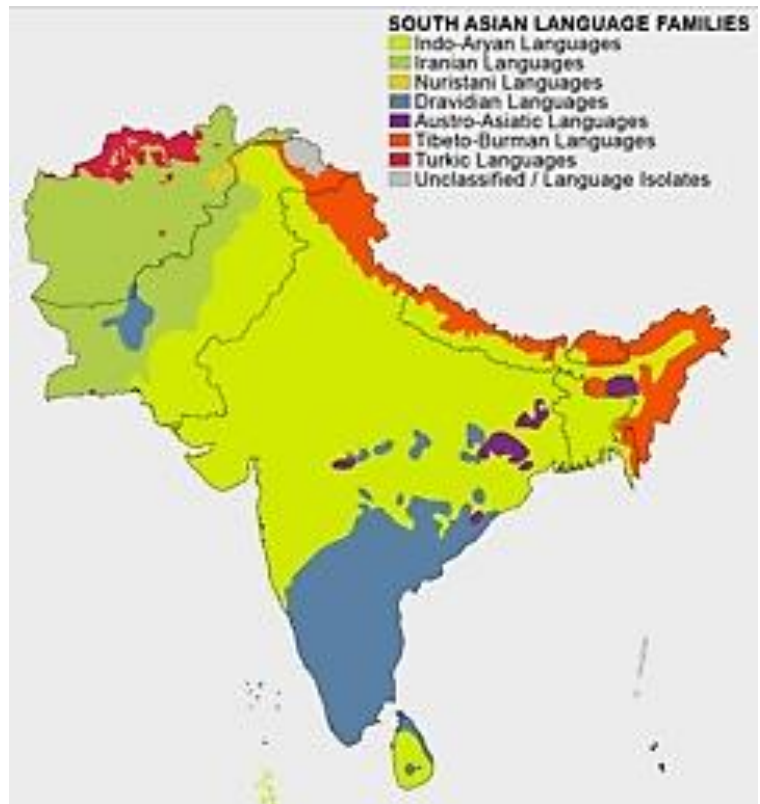 SOUTH ASIAN LANGUAGE FAMILIES
Indo-Aryan Languages
Iranian Languages
Nuristani Languages
Dravidian Languages
Austro-Asiatic Languages
Tibeto-Burman Languages
Turkic Languages
Unclassified / Language Isolates